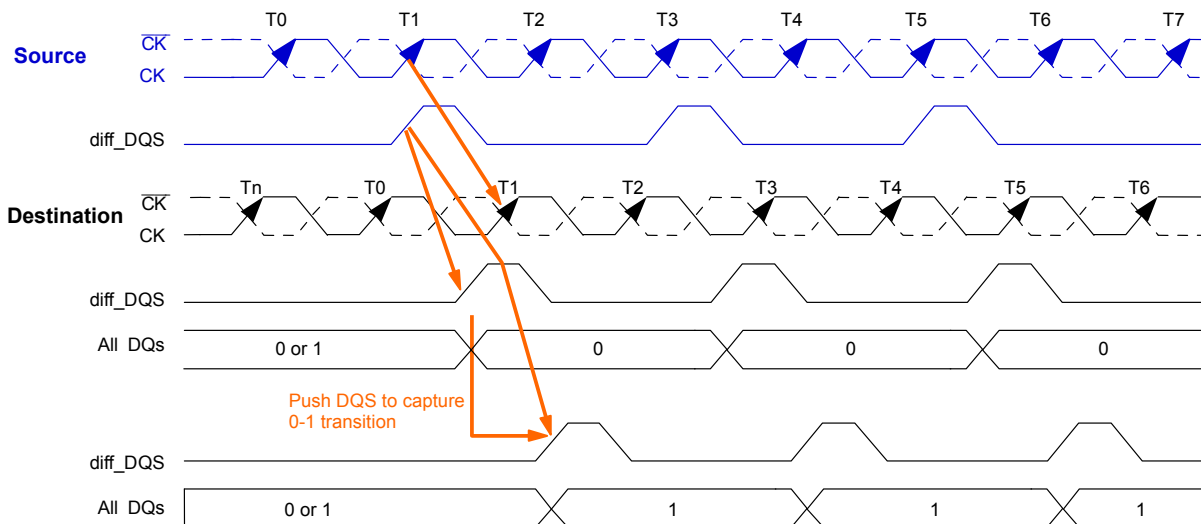 T0 T1 T2 T3 T4 T5 T6 T7
Source
CK
CK
diff_DQS
Tn T0 T1 T2 T3 T4 T5 T6
Destination
CK
CK
diff_DQS
All DQs
0 or 1 0 0 0
Push DQS to capture
0-1 transition
diff_DQS
All DQs
0 or 1 1 1 1